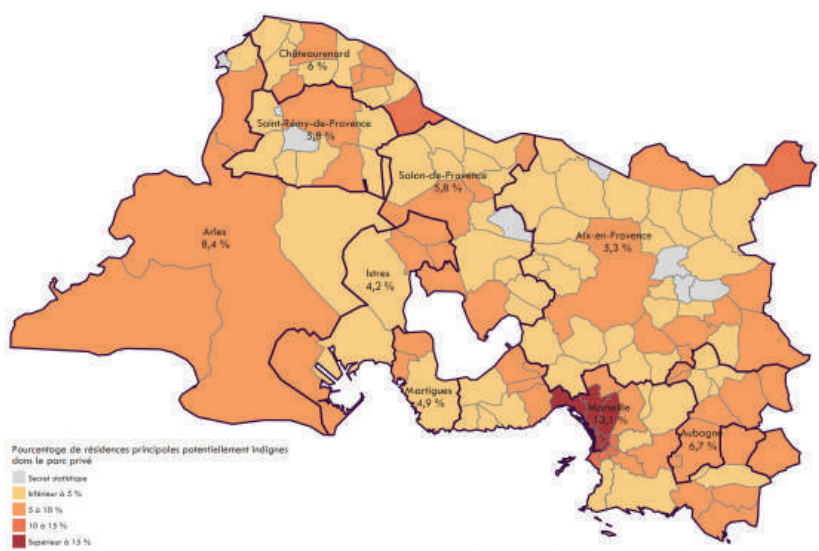 Châteaurenard
6 %
Saint-Rémy-de-Provence
5,8 %
Salon-de-Provence
5,8 %
Arles
8,4 %
Aix-en-Provence
5,3 %
Istres
4,2 %
Martigues
4,9 %
Marseille
13,1 %
Aubagne
6,7 %
Pourcentage de résidences principales potentiellement indignes
dans le parc privé
Secret statistique
Inférieur à 5 %
5 à 10 %
10 à 15 %
Supérieur à 15 %